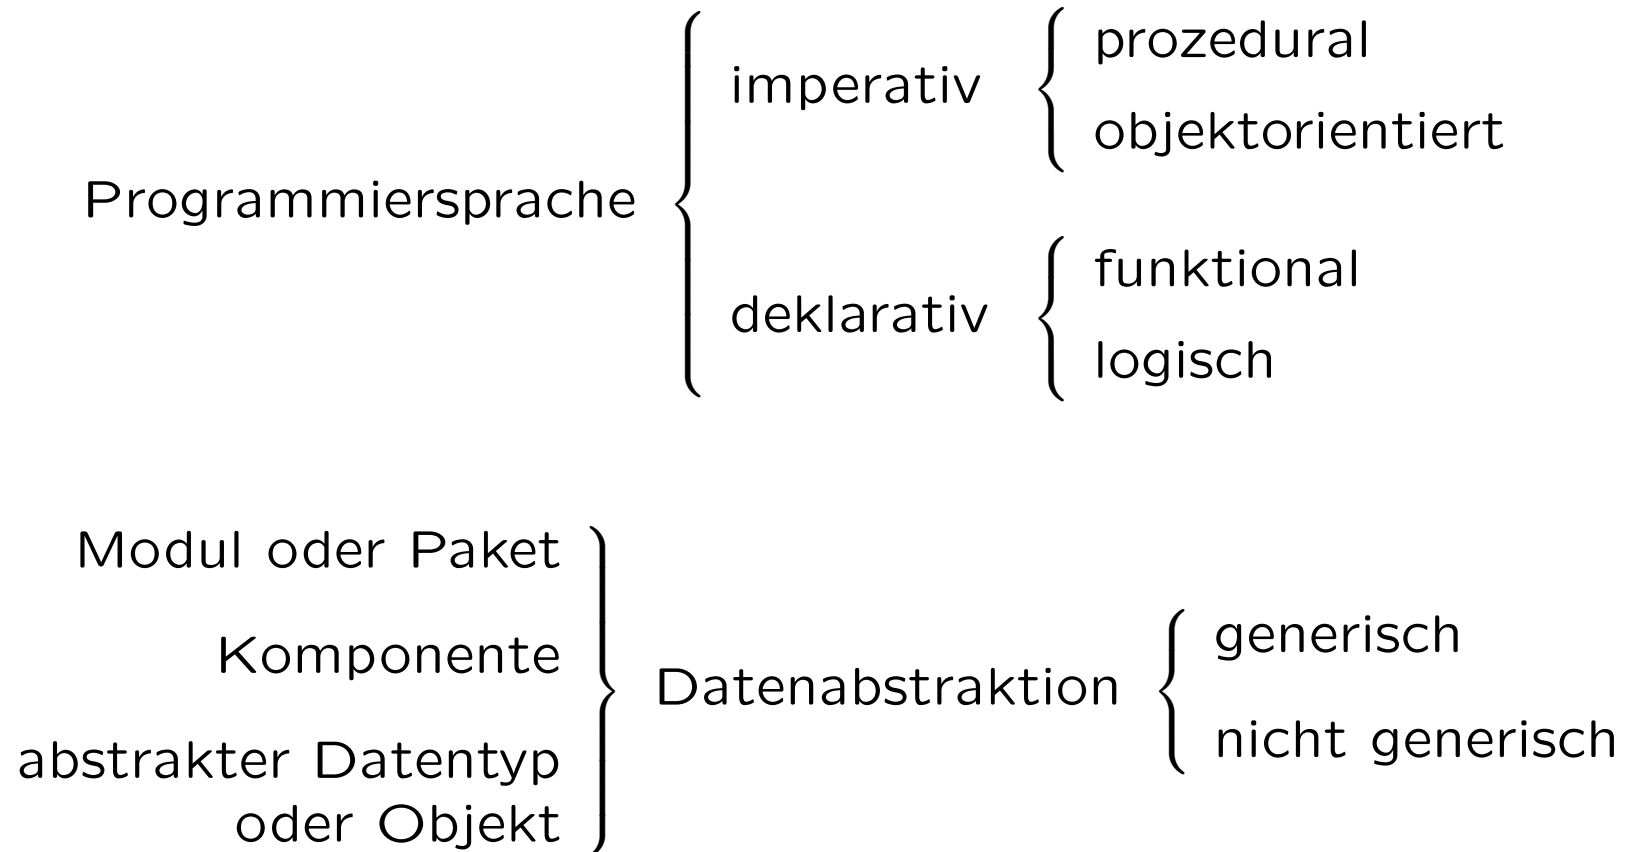 prozedural
imperativ
objektorientiert
Programmiersprache
funktional
deklarativ
logisch
Modul oder Paket
generisch
Komponente
Datenabstraktion
nicht generisch
abstrakter Datentyp
oder Objekt